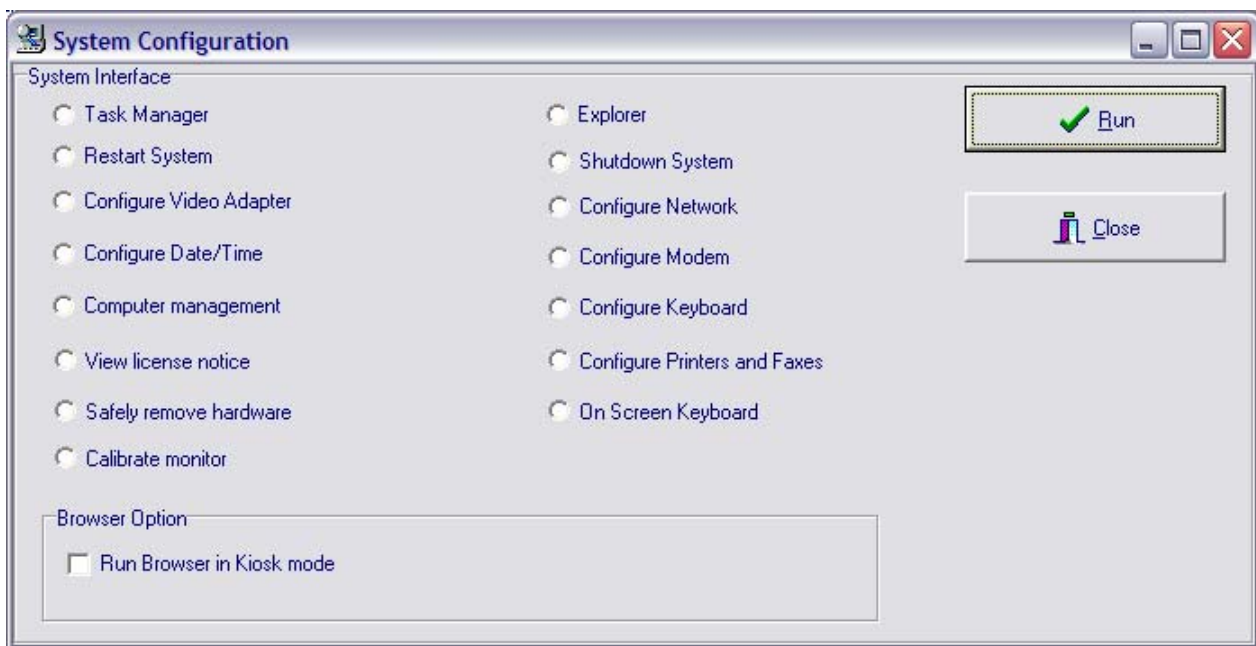 System Configuration
System Interface
Task Manager
Restart System
Configure Video Adapter
Configure Date/Time
Computer management
View license notice
Safely remove hardware
Calibrate monitor
Explorer
Shutdown System
Configure Network
Configure Modem
Configure Keyboard
Configure Printers and Faxes
On Screen Keyboard
Run
Close
Browser Option
Run Browser in Kiosk mode